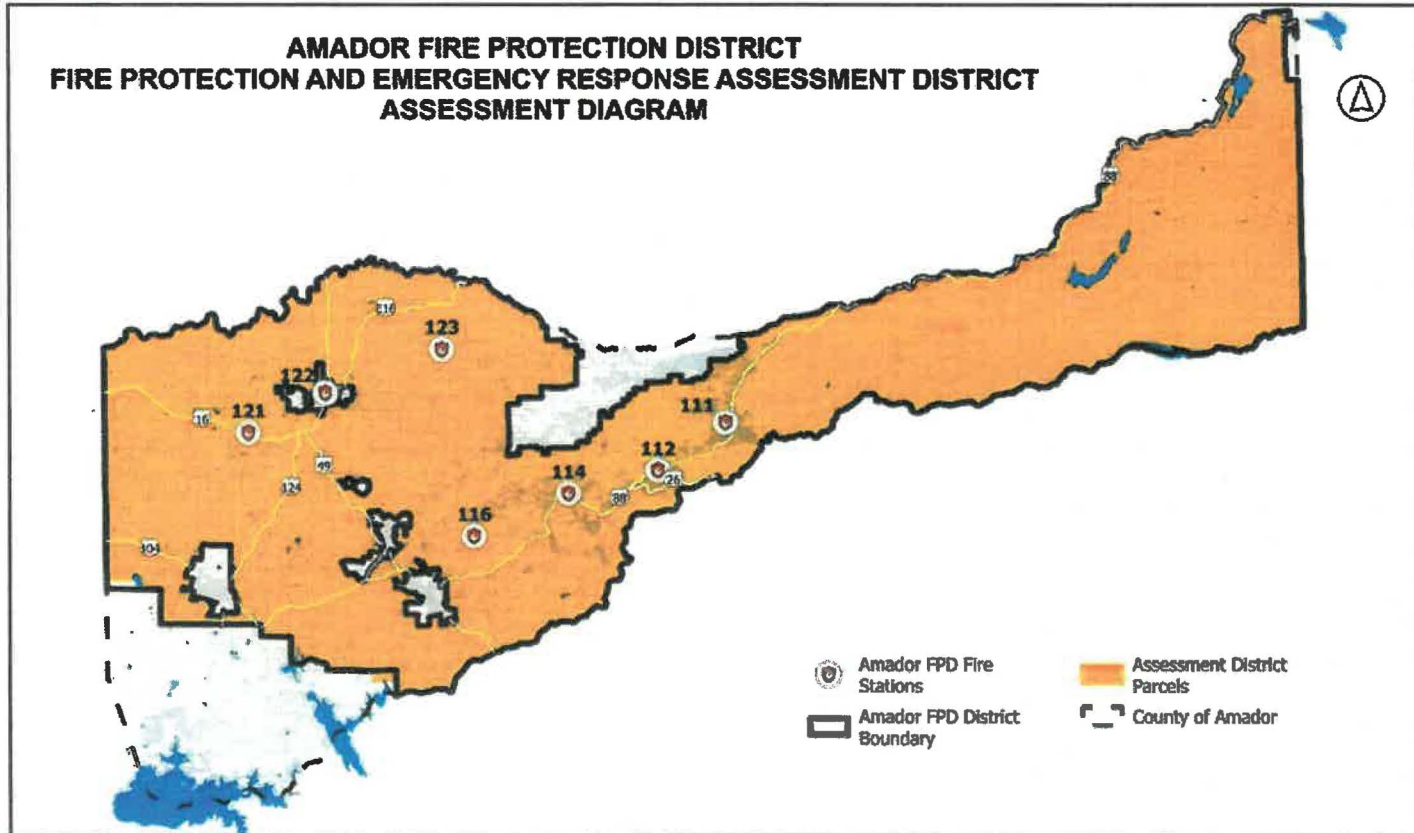 AMADOR FIRE PROTECTION DISTRICT
FIRE PROTECTION AND EMERGENCY RESPONSE ASSESSMENT DISTRICT
ASSESSMENT DIAGRAM
88
16
123
122
121
16
111
49
112
124
114
26
88
116
104
Amador FPD Fire
Stations
Assessment District
Parcels
Amador FPD District
Boundary
County of Amador